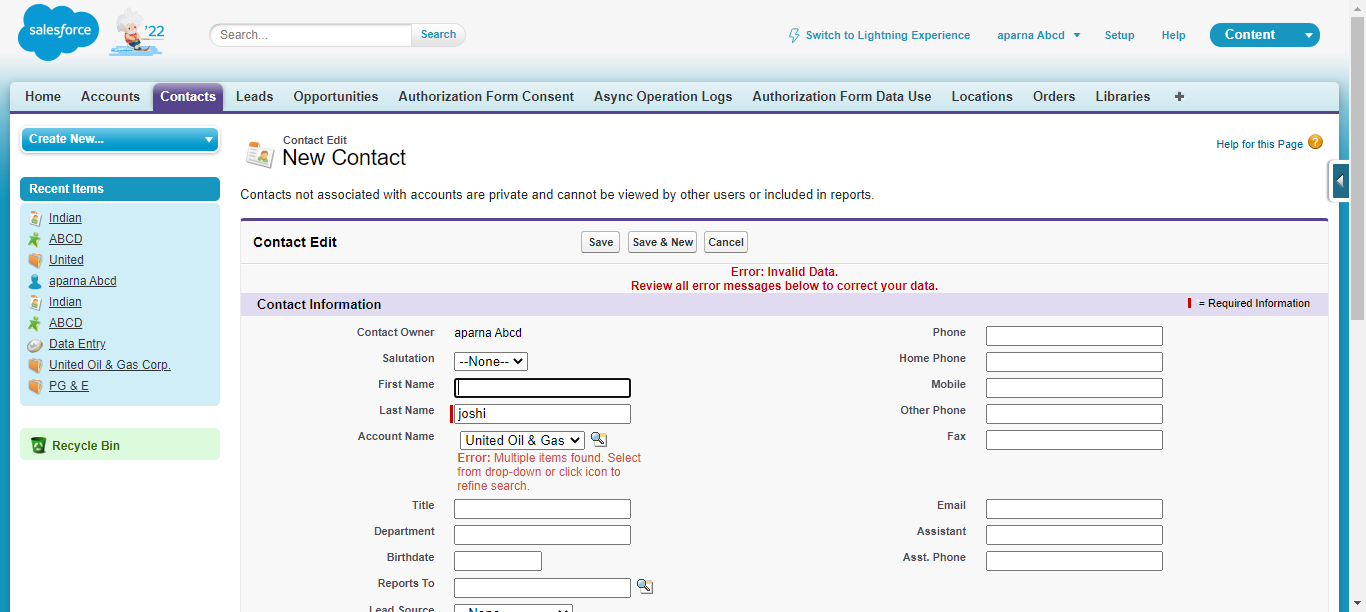 salesforce
'22
Search...
Search
Switch to Lightning Experience
aparna Abcd
Setup
Help
Content
Home
Accounts
Contacts
Leads
Opportunities
Authorization Form Consent
Async Operation Logs
Authorization Form Data Use
Locations
Orders
Libraries
+
Create New...
Recent Items
Indian
ABCD
United
aparna Abcd
Indian
ABCD
Data Entry
United Oil & Gas Corp.
PG & E
Recycle Bin
Contact Edit
New Contact
Help for this Page
Contacts not associated with accounts are private and cannot be viewed by other users or included in reports.
Contact Edit
Save
Save & New
Cancel
Error: Invalid Data.
Review all error messages below to correct your data.
Contact Information
= Required Information
Contact Owner
aparna Abcd
Phone
Salutation
--None--
Home Phone
First Name
Mobile
Last Name
joshi
Other Phone
Account Name
United Oil & Gas
Fax
Error: Multiple items found. Select
from drop-down or click icon to
refine search.
Title
Email
Department
Assistant
Birthdate
Asst. Phone
Reports To
Lead Source
--None--